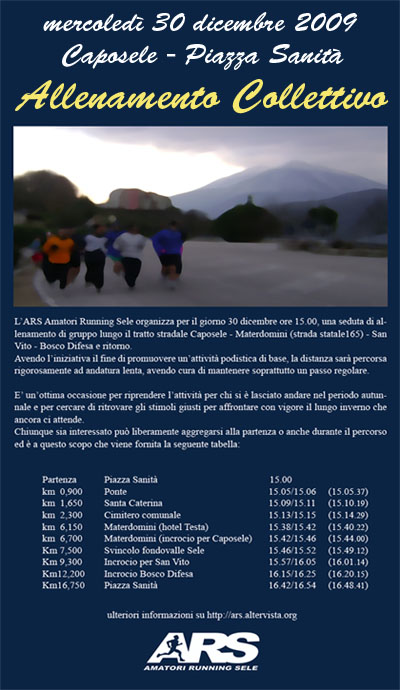 mercoledì 30 dicembre 2009
Caposele - Piazza Sanità
Allenamento Collettivo
L'ARS Amatori Running Sele organizza per il giorno 30 dicembre ore 15.00, una seduta di al-
lenamento di gruppo lungo il tratto stradale Caposele - Materdomini (strada statale165) - San
Vito - Bosco Difesa e ritorno.
Avendo l'iniziativa il fine di promuovere un'attività podistica di base, la distanza sarà percorsa
rigorosamente ad andatura lenta, avendo cura di mantenere soprattutto un passo regolare.
E' un'ottima occasione per riprendere l'attività per chi si è lasciato andare nel periodo autun-
nale e per cercare di ritrovare gli stimoli giusti per affrontare con vigore il lungo inverno che
ancora ci attende.
Chiunque sia interessato può liberamente aggregarsi alla partenza o anche durante il percorso
ed è a questo scopo che viene fornita la seguente tabella:
Partenza Piazza Sanità 15.00
km 0,900 Ponte 15.05/15.06 (15.05.37)
km 1,650 Santa Caterina 15.09/15.11 (15.10.19)
km 2,300 Cimitero comunale 15.13/15.15 (15.14.29)
km 6,150 Materdomini (hotel Testa) 15.38/15.42 (15.40.22)
km 6,700 Materdomini (incrocio per Caposele) 15.42/15.46 (15.44.00)
Km 7,500 Svincolo fondovalle Sele 15.46/15.52 (15.49.12)
Km 9,300 Incrocio per San Vito 15.57/16.05 (16.01.14)
Km12,200 Incrocio Bosco Difesa 16.15/16.25 (16.20.15)
Km16,750 Piazza Sanità 16.42/16.54 (16.48.41)
ulteriori informazioni su http://ars.altervista.org
ARS
AMATORI RUNNING SELE